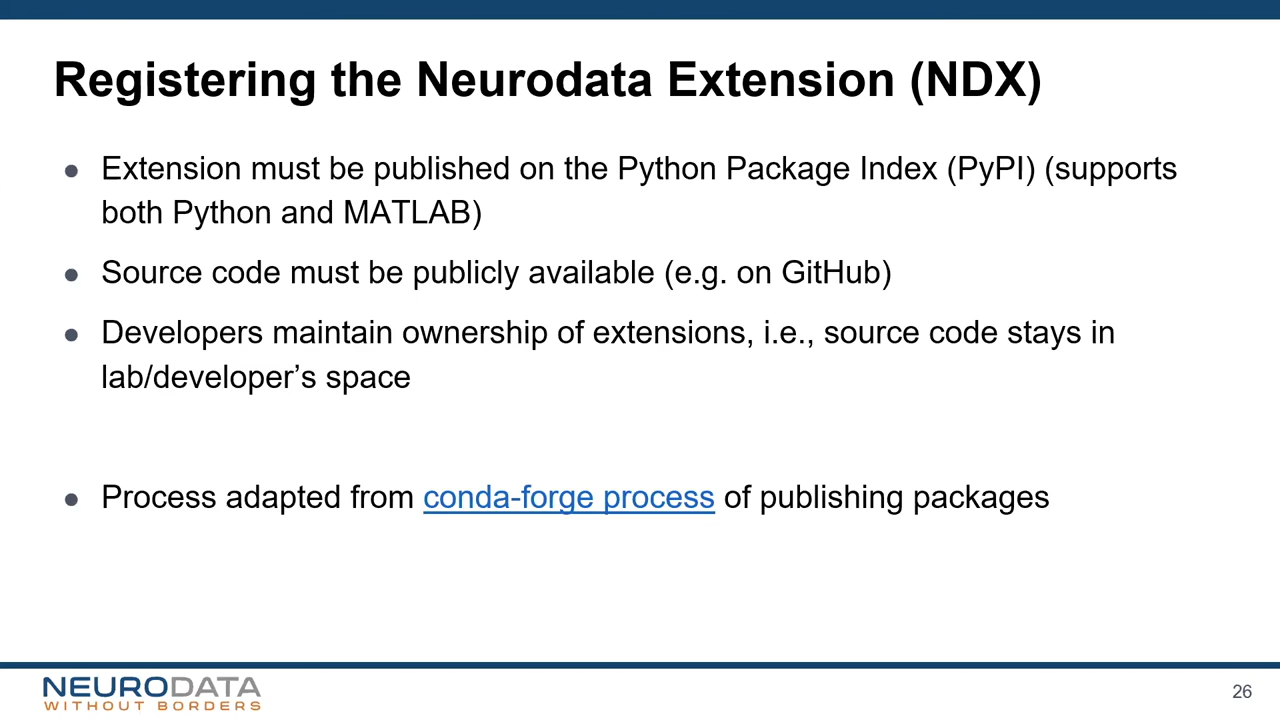 Registering the Neurodata Extension (NDX)
● Extension must be published on the Python Package Index (PyPI) (supports
both Python and MATLAB)
● Source code must be publicly available (e.g. on GitHub)
● Developers maintain ownership of extensions, i.e., source code stays in
lab/developer’s space
● Process adapted from conda-forge process of publishing packages
NEURODATA
WITHOUT BORDERS
26